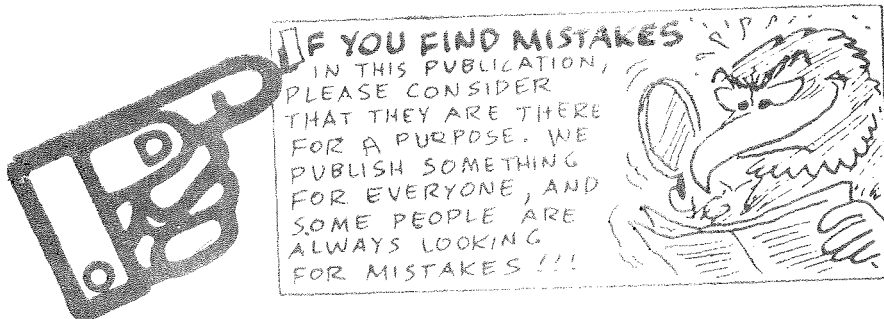 IF YOU FIND MISTAKES
IN THIS PUBLICATION,
PLEASE CONSIDER
THAT THEY ARE THERE
FOR A PURPOSE. WE
PUBLISH SOMETHING
FOR EVERYONE, AND
SOME PEOPLE ARE
ALWAYS LOOKING
FOR MISTAKES!!!